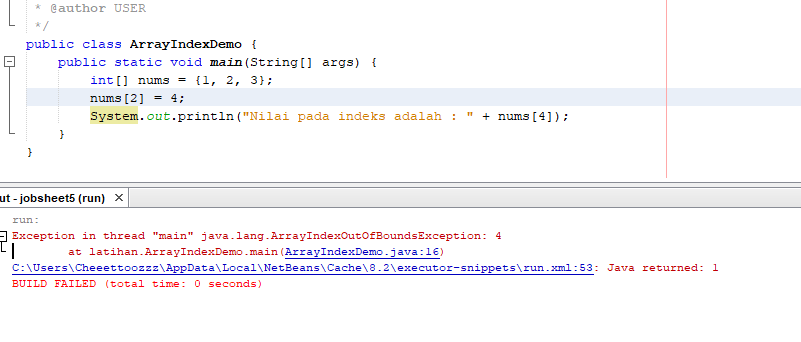 * @author USER
*/
public class ArrayIndexDemo {
public static void main(String[] args) {
int[] nums = {1, 2, 3};
nums[2] = 4;
System.out.println("Nilai pada indeks adalah : " + nums[4]);
}
}
ut - jobsheet5 (run) ×
run:
Exception in thread "main" java.lang.ArrayIndexOutOfBoundsException: 4
at latihan.ArrayIndexDemo.main(ArrayIndexDemo.java:16)
C:\Users\Cheeettoozzz\AppData\Local\NetBeans\Cache\8.2\executor-snippets\run.xml:53: Java returned: 1
BUILD FAILED (total time: 0 seconds)